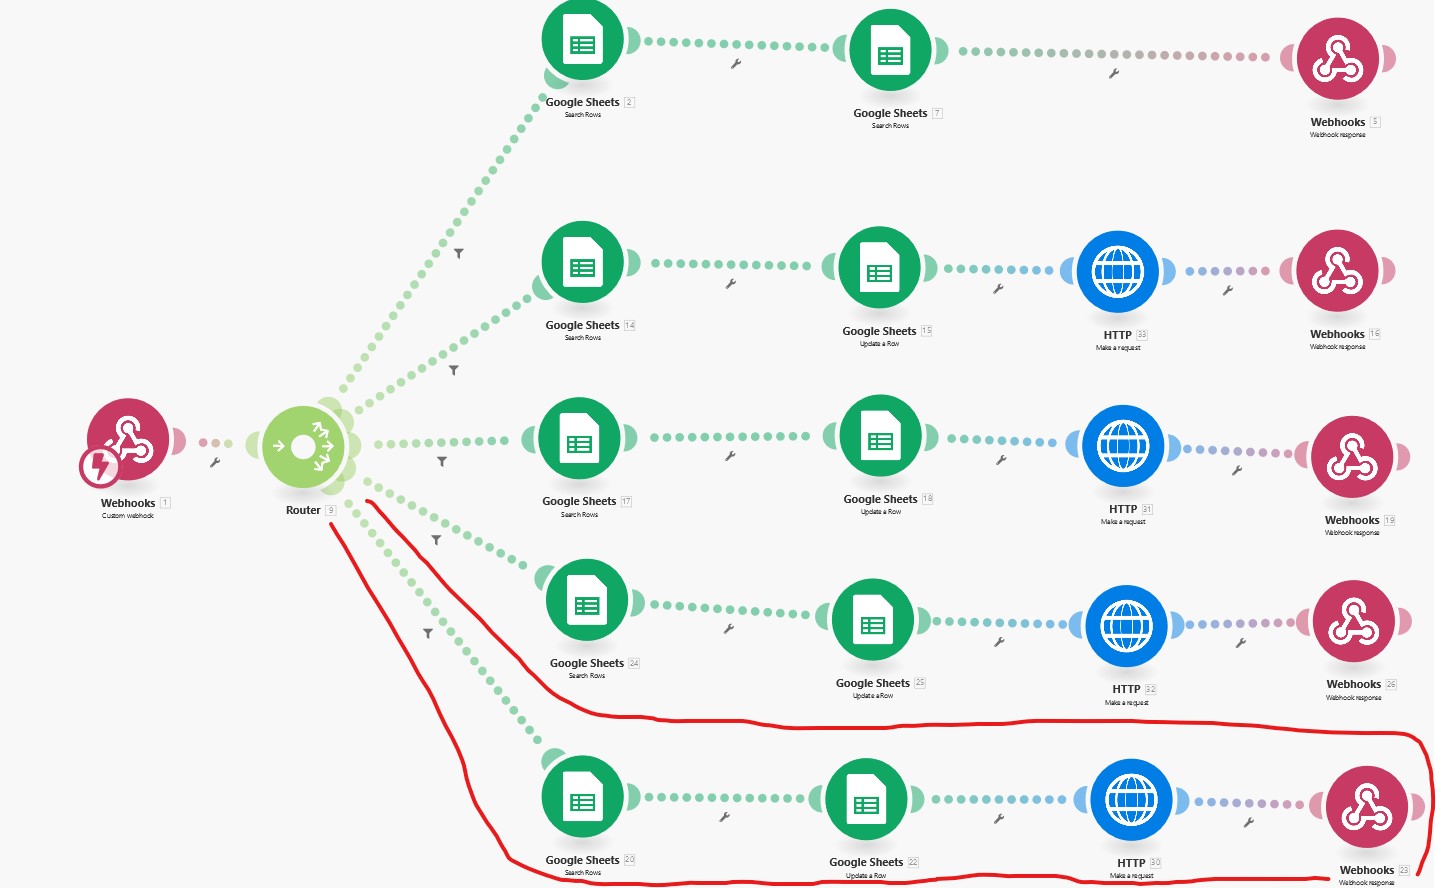 Google Sheets 2
Search Rows
Google Sheets 7
Search Rows
Webhooks 5
Webhook response
Google Sheets 14
Search Rows
Google Sheets 15
Update a Row
HTTP 33
Make a request
Webhooks 16
Webhook response
Webhooks 1
Custom webhook
Router 9
Google Sheets 17
Search Rows
Google Sheets 18
Update a Row
HTTP 31
Make a request
Webhooks 19
Webhook response
Google Sheets 24
Search Rows
Google Sheets 25
Update a Row
HTTP 32
Make a request
Webhooks 26
Webhook response
Google Sheets 20
Search Rows
Google Sheets 22
Update a Row
HTTP 30
Make a request
Webhooks 23
Webhook response